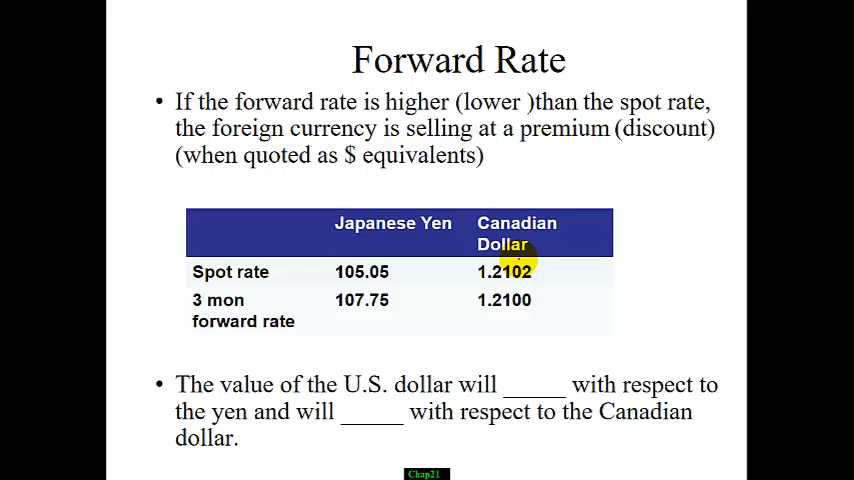 Forward Rate
• If the forward rate is higher (lower )than the spot rate,
the foreign currency is selling at a premium (discount)
(when quoted as $ equivalents)
Japanese Yen Canadian
Dollar
Spot rate 105.05 1.2102
3 mon 107.75 1.2100
forward rate
• The value of the U.S. dollar will _____ with respect to
the yen and will _____ with respect to the Canadian
dollar.
Chap21